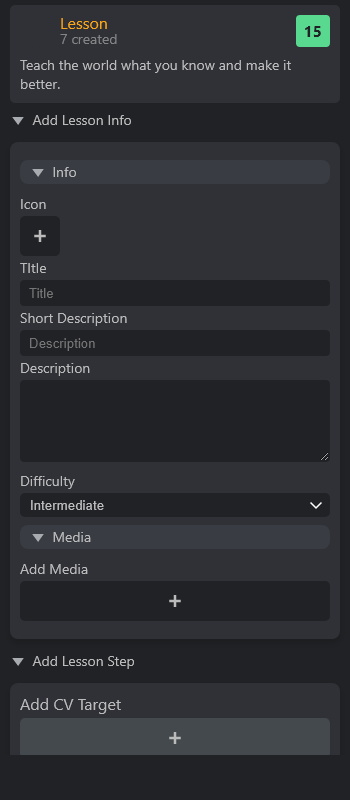 Lesson
7 created
15
Teach the world what you know and make it
better.
Add Lesson Info
Info
Icon
+
TItle
Title
Short Description
Description
Description
Difficulty
Intermediate
Media
Add Media
+
Add Lesson Step
Add CV Target
+